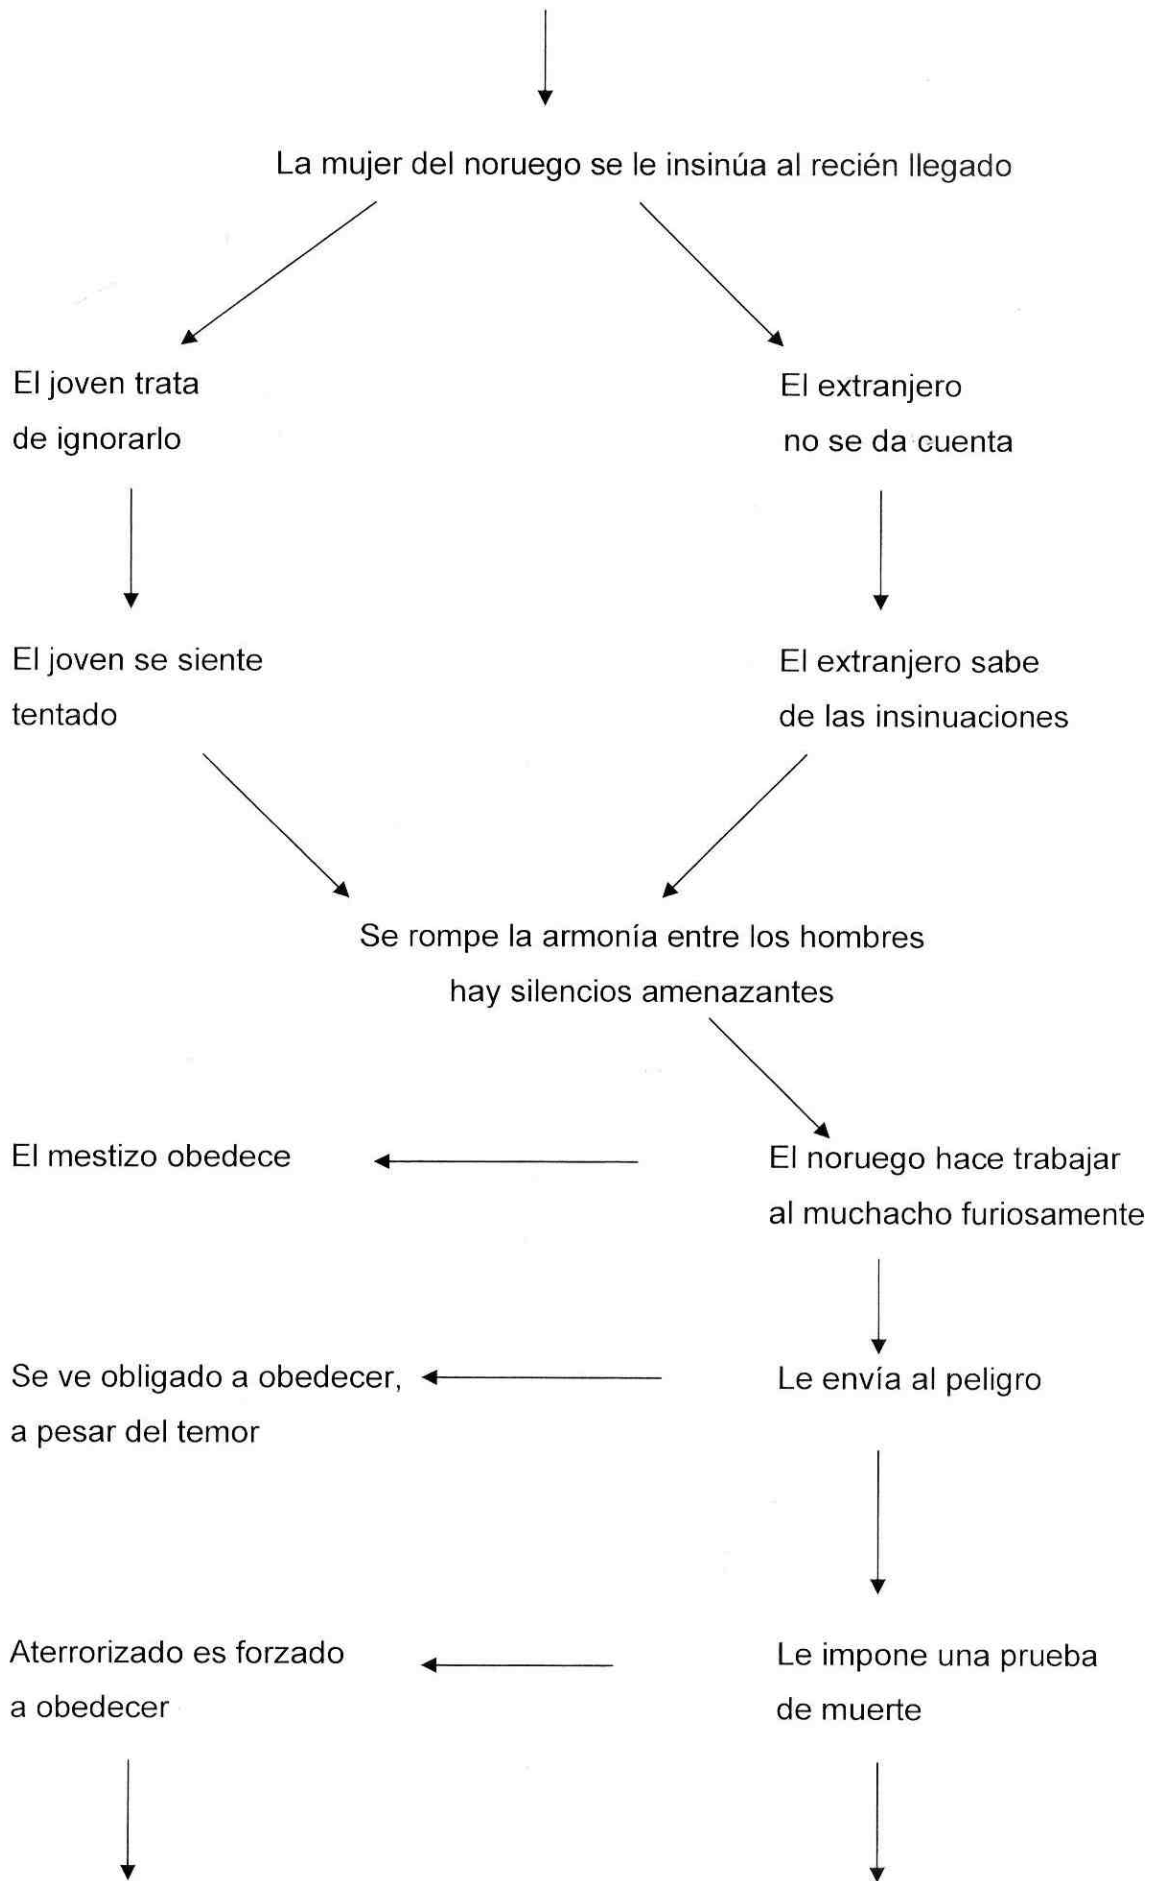 La mujer del noruego se le insinúa al recién llegado
El joven trata
de ignorarlo
El extranjero
no se da cuenta
El joven se siente
tentado
El extranjero sabe
de las insinuaciones
Se rompe la armonía entre los hombres
hay silencios amenazantes
El mestizo obedece
El noruego hace trabajar
al muchacho furiosamente
Se ve obligado a obedecer,
a pesar del temor
Le envía al peligro
Aterrorizado es forzado
a obedecer
Le impone una prueba
de muerte